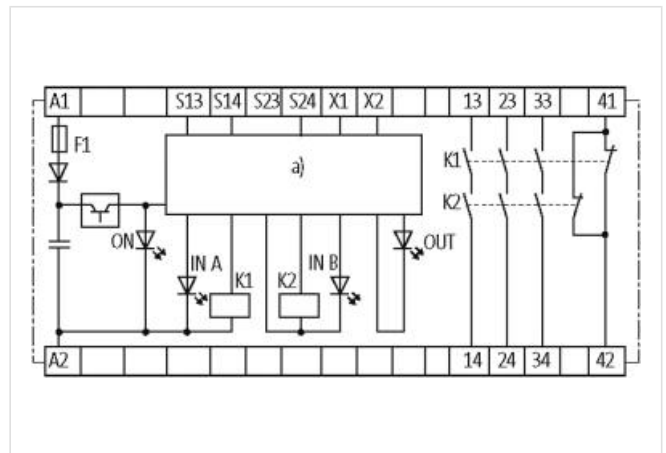 A1 S13 S14 S23 S24 X1 X2 13 23 33 41
F1
a)
K1
K2
ON
OUT
IN A K1 K2 IN B
A2 14 24 34 42